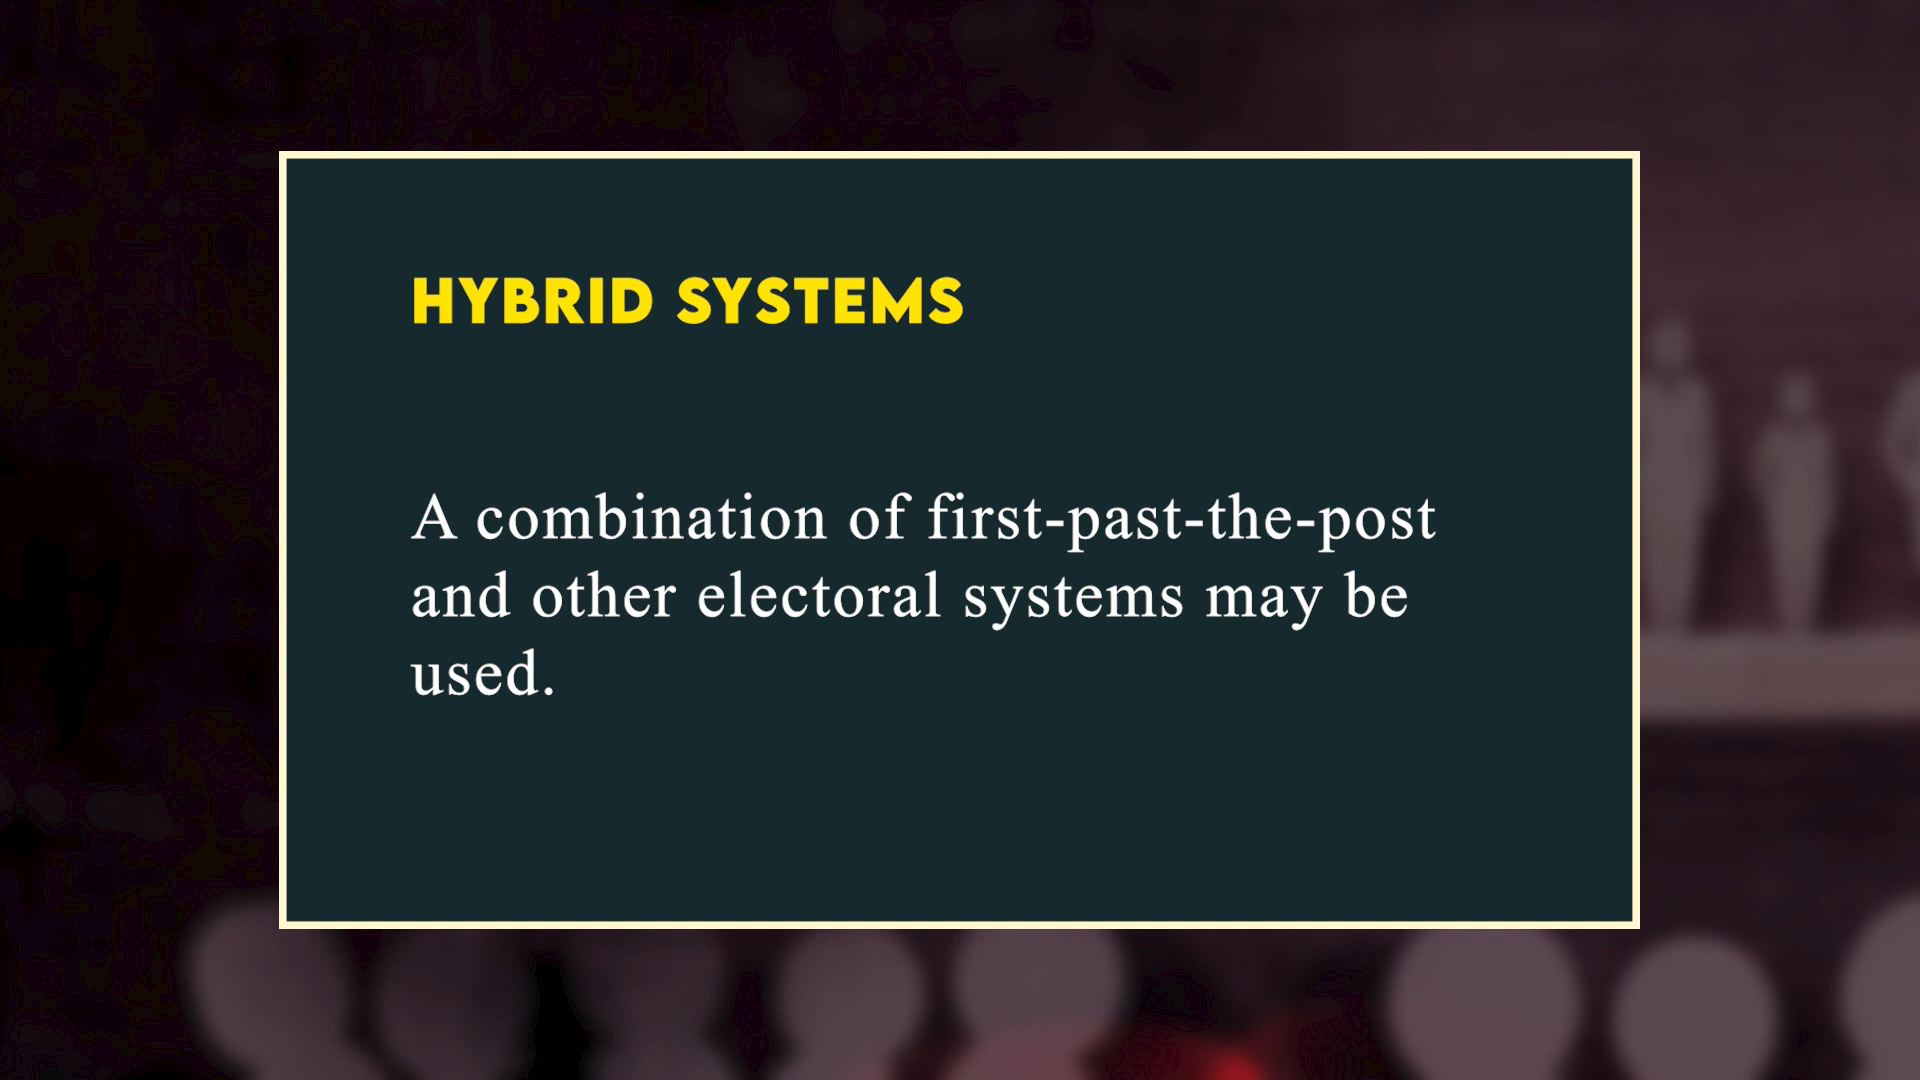 HYBRID SYSTEMS
A combination of first-past-the-post
and other electoral systems may be
used.